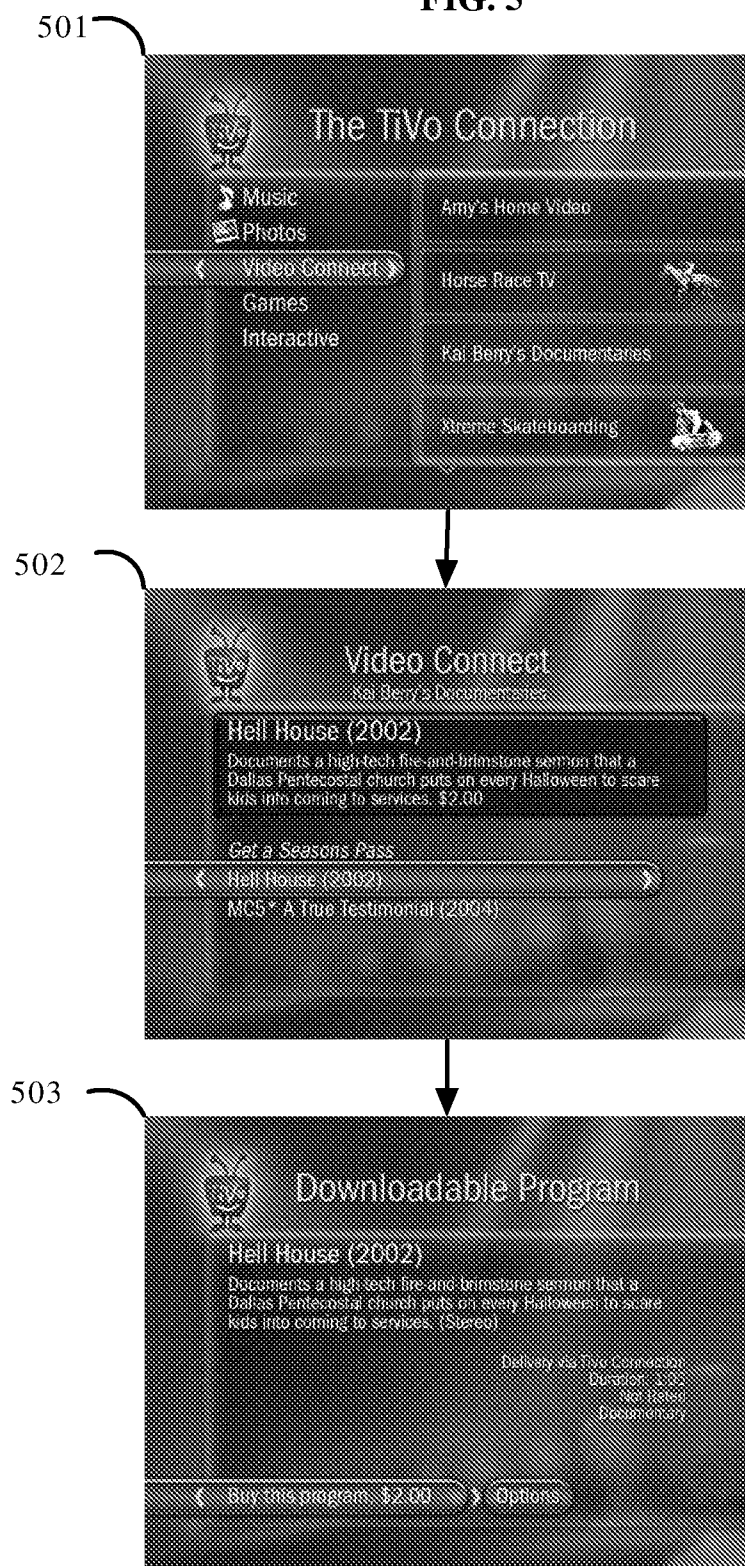 FIG. 5
501
The TiVo Connection
Music
Photos
Video Connect
Games
Interactive
Amy's Home Video
Horse Race TV
Kai Berry's Documentaries
Xtreme Skateboarding
502
Video Connect
Kai Berry's Documentaries
Hell House (2002)
Documents a high-tech fire-and-brimstone sermon that a
Dallas Pentecostal church puts on every Halloween to scare
kids into coming to services. $2.00
Get a Seasons Pass
Hell House (2002)
MC5* A True Testimonial (2004)
503
Downloadable Program
Hell House (2002)
Documents a high-tech fire-and-brimstone sermon that a
Dallas Pentecostal church puts on every Halloween to scare
kids into coming to services. (Stereo)
Delivery via TiVo Connection
Duration:
Not Rated
Documentary
Buy this program $2.00
Options